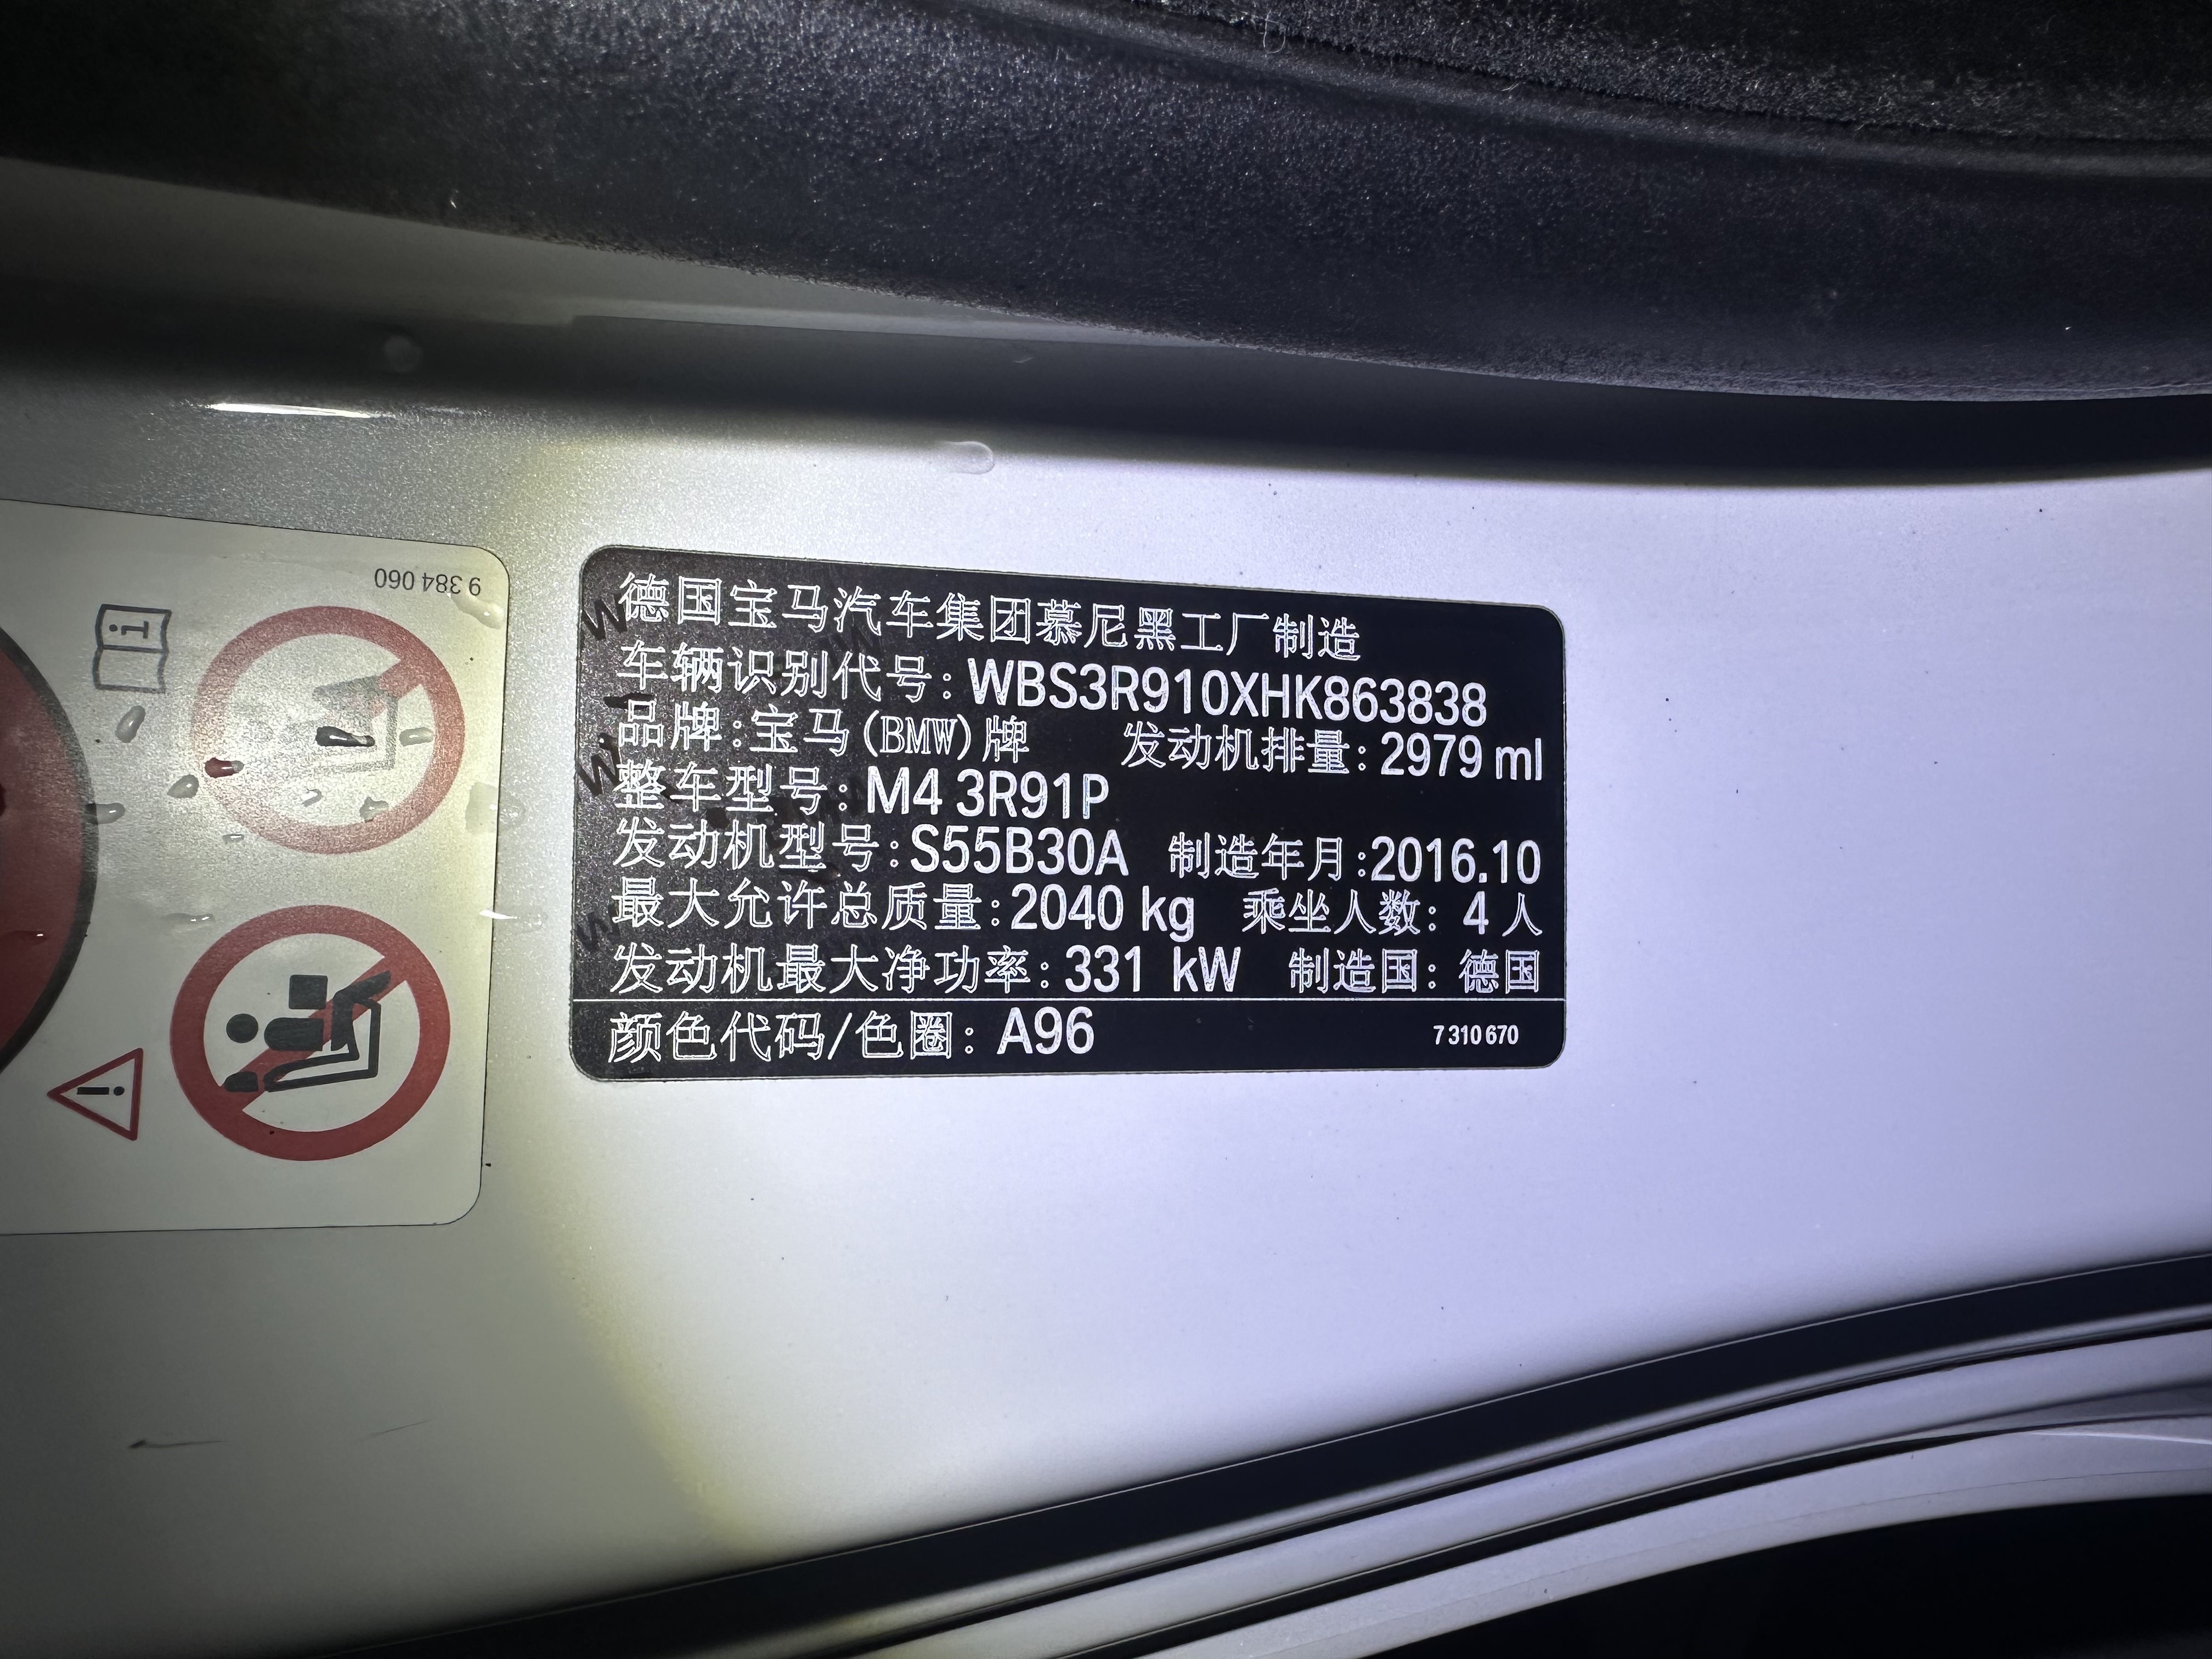 9 384 060
德国宝马汽车集团慕尼黑工厂制造
车辆识别代号: WBS3R910XHK863838
品牌:宝马(BMW)牌 发动机排量: 2979 ml
整车型号: M4 3R91P
发动机型号:S55B30A 制造年月:2016.10
最大允许总质量:2040 kg 乘坐人数: 4 人
发动机最大净功率: 331 kW 制造国: 德国
颜色代码/色圈: A96 7 310 670